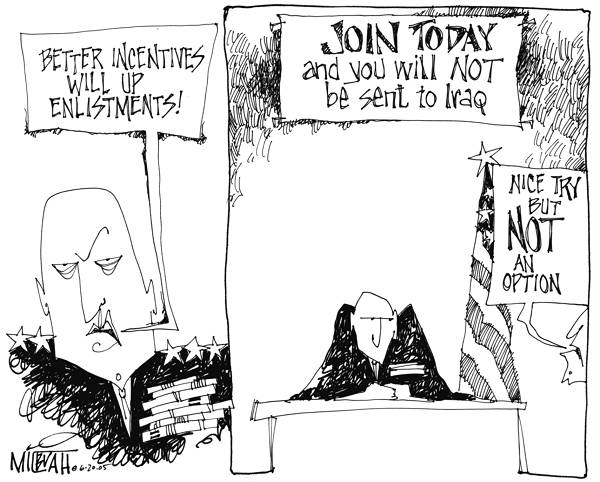 BETTER INCENTIVES
WILL UP
ENLISTMENTS!
JOIN TODAY
and you will NOT
be sent to Iraq
NICE TRY
BUT
NOT
AN
OPTION
6-20-05